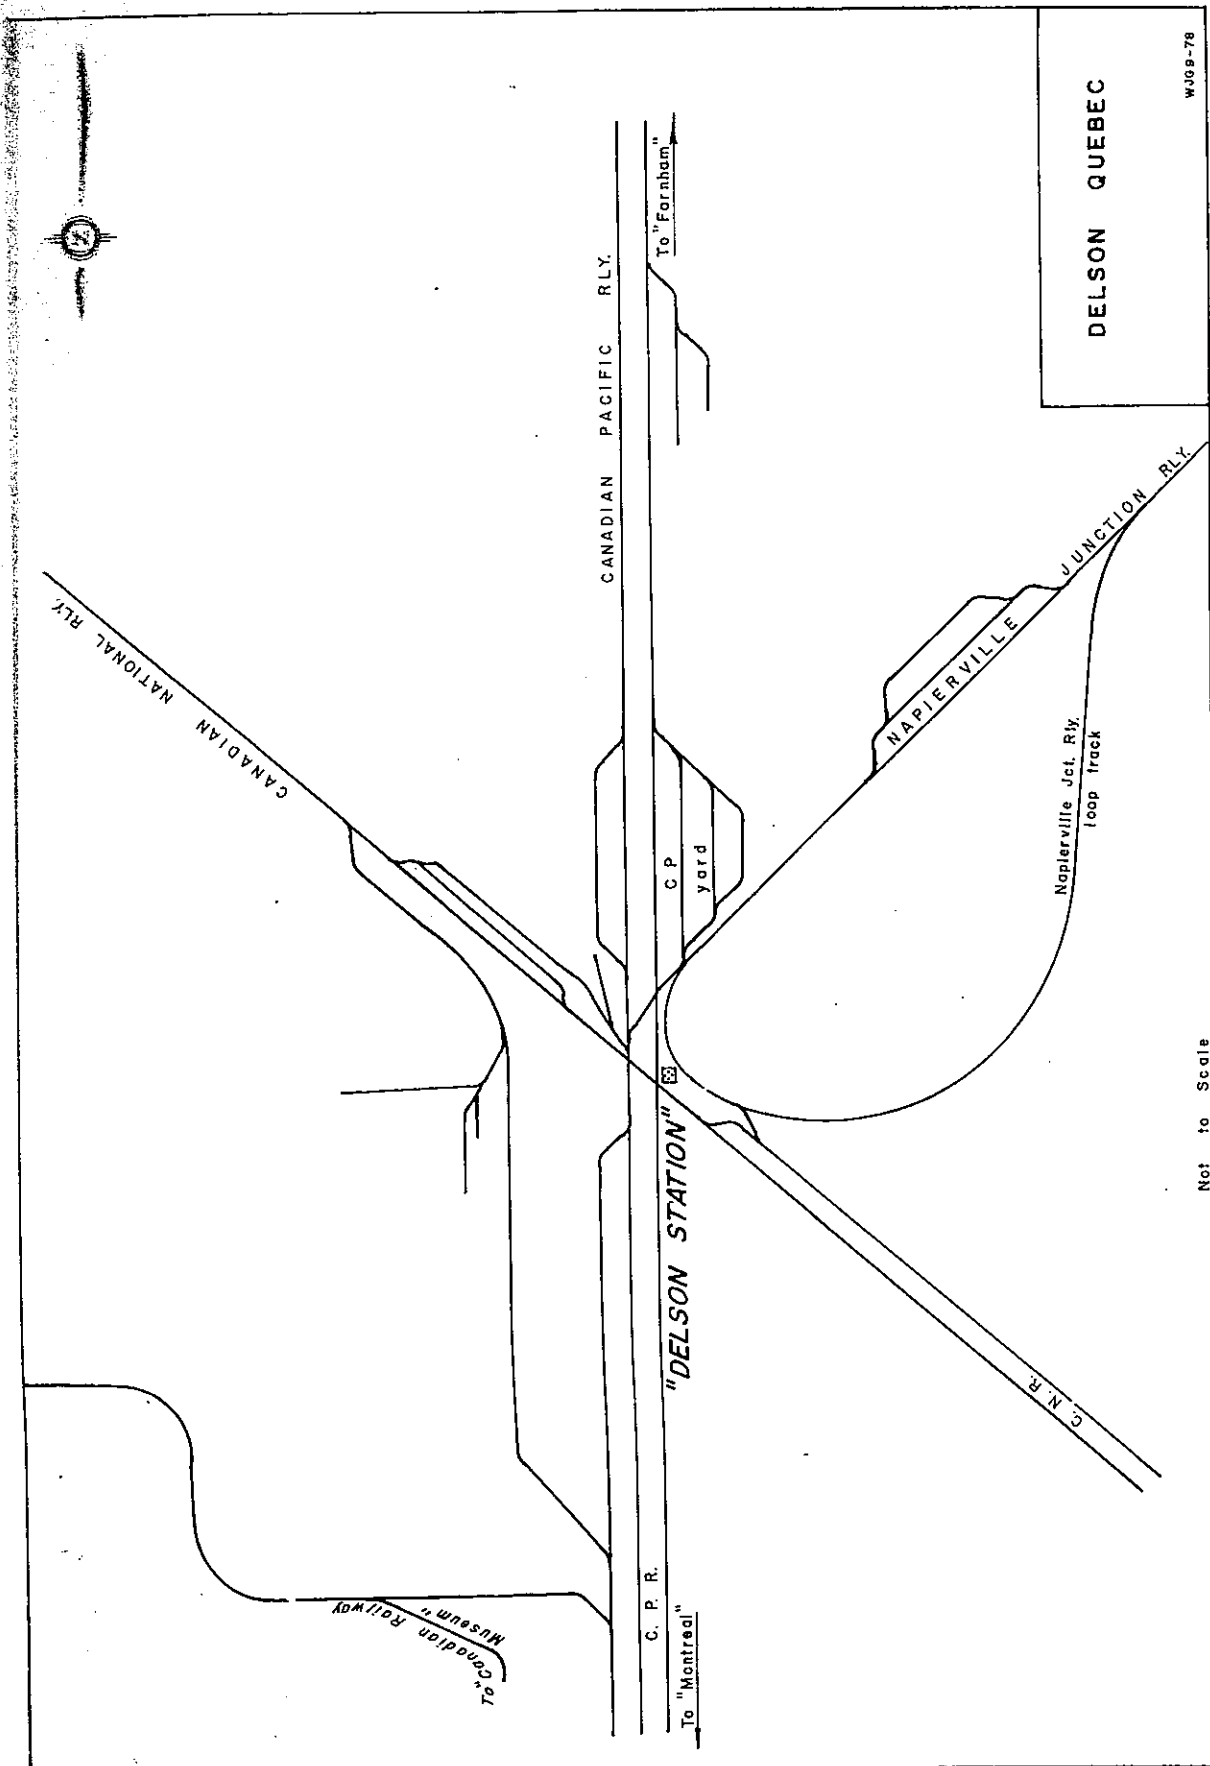 DELSON QUEBEC
WJG9-78
CANADIAN NATIONAL RLY.
CANADIAN PACIFIC RLY.
To "Farnham"
NAPIERVILLE JUNCTION RLY.
Napierville Jct. Rly.
loop track
C P
yard
"DELSON STATION"
C. N. R.
C. P. R.
To "Montreal"
To "Canadian Railway
Museum"
Not to Scale
N